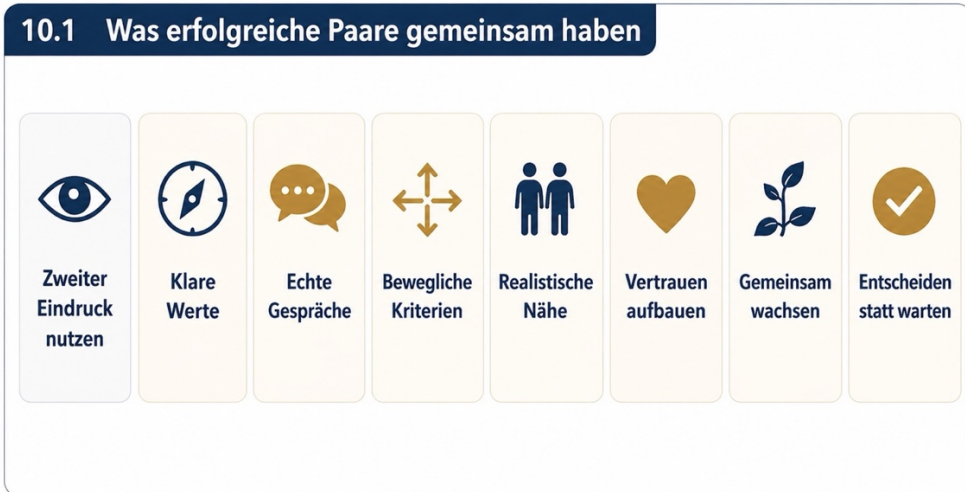 10.1 Was erfolgreiche Paare gemeinsam haben
Zweiter
Eindruck
nutzen
Klare
Werte
Echte
Gespräche
Bewegliche
Kriterien
Realistische
Nähe
Vertrauen
aufbauen
Gemeinsam
wachsen
Entscheiden
statt warten